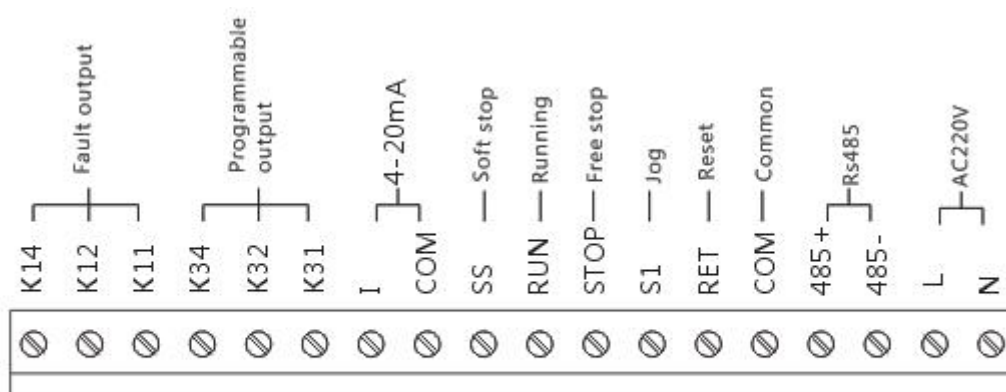 Fault output
Programmable
output
4-20mA
Soft stop
Running
Free stop
Jog
Reset
Common
Rs485
AC220V
K14
K12
K11
K34
K32
K31
I
COM
SS
RUN
STOP
S1
RET
COM
485+
485-
L
N